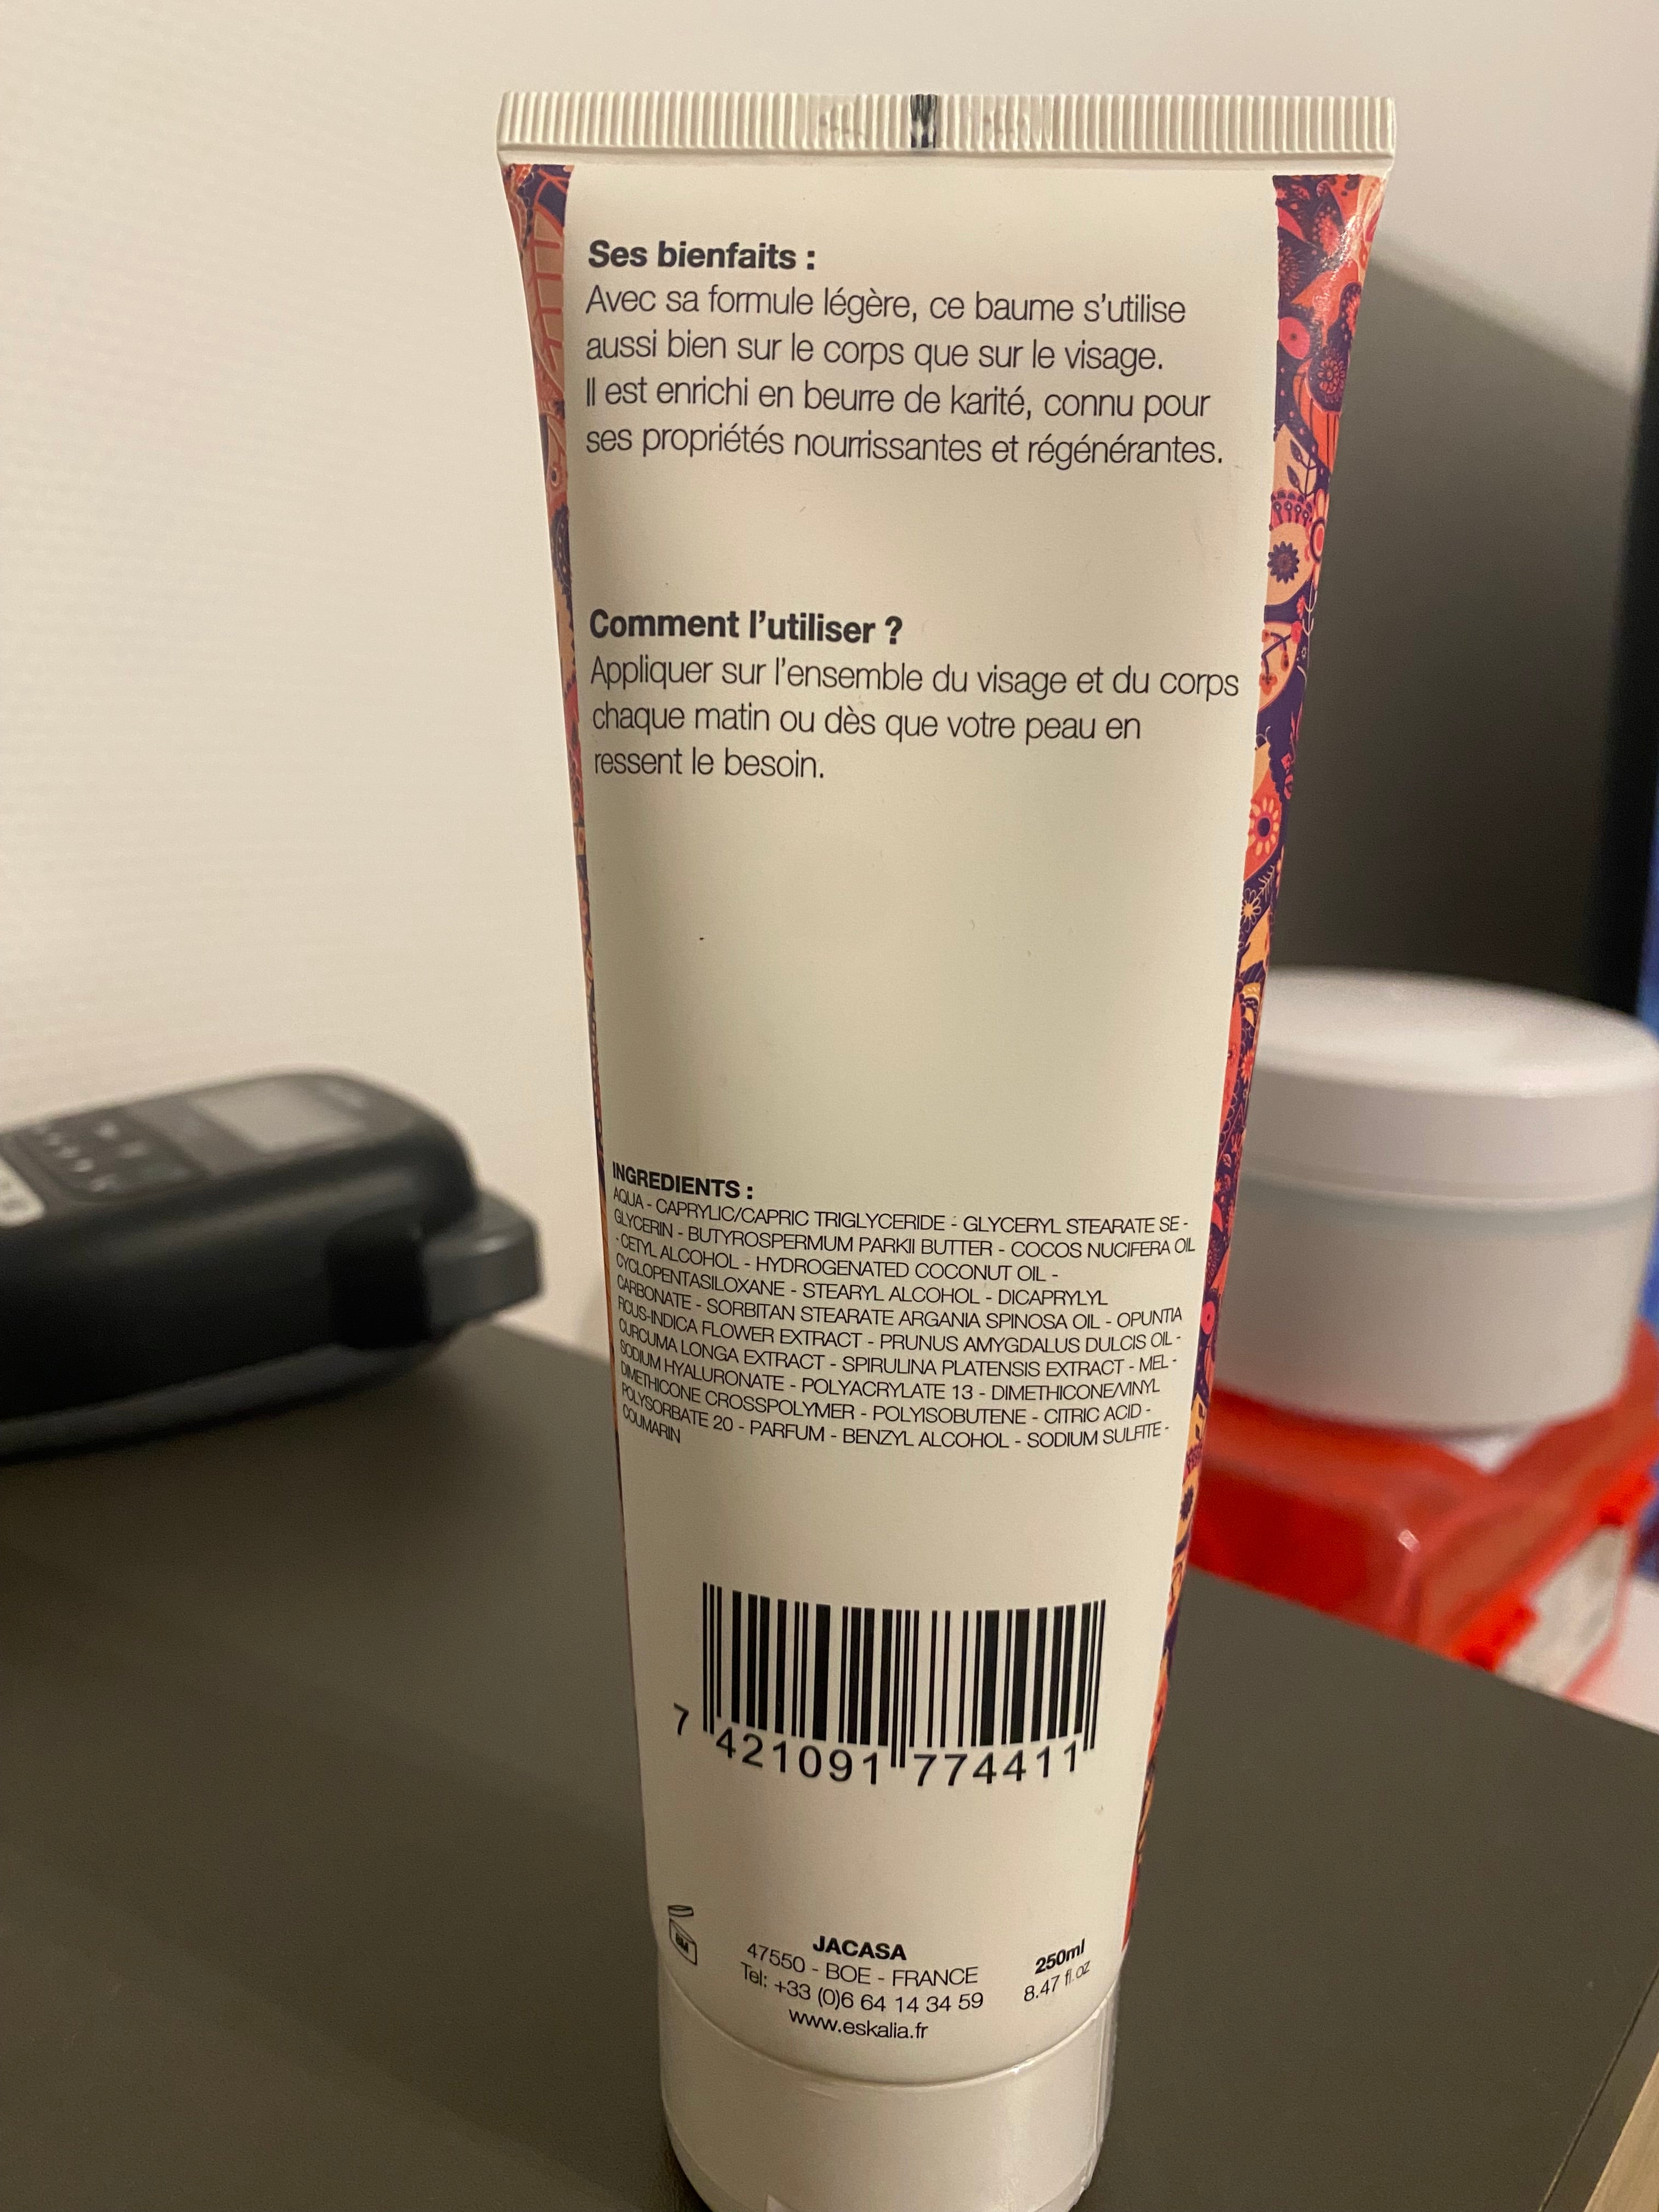 Ses bienfaits :
Avec sa formule légère, ce baume s'utilise
aussi bien sur le corps que sur le visage.
Il est enrichi en beurre de karité, connu pour
ses propriétés nourrissantes et régénérantes.
Comment l'utiliser ?
Appliquer sur l'ensemble du visage et du corps
chaque matin ou dès que votre peau en
ressent le besoin.
INGREDIENTS :
AQUA - CAPRYLIC/CAPRIC TRIGLYCERIDE - GLYCERYL STEARATE SE -
GLYCERIN - BUTYROSPERMUM PARKII BUTTER - COCOS NUCIFERA OIL
- CETYL ALCOHOL - HYDROGENATED COCONUT OIL -
CYCLOPENTASILOXANE - STEARYL ALCOHOL - DICAPRYLYL
CARBONATE - SORBITAN STEARATE ARGANIA SPINOSA OIL - OPUNTIA
FICUS-INDICA FLOWER EXTRACT - PRUNUS AMYGDALUS DULCIS OIL -
CURCUMA LONGA EXTRACT - SPIRULINA PLATENSIS EXTRACT - MEL -
SODIUM HYALURONATE - POLYACRYLATE 13 - DIMETHICONE/VINYL
DIMETHICONE CROSSPOLYMER - POLYISOBUTENE - CITRIC ACID -
POLYSORBATE 20 - PARFUM - BENZYL ALCOHOL - SODIUM SULFITE -
COUMARIN
7 421091 774411
JACASA
47550 - BOE - FRANCE
Tel: +33 (0)6 64 14 34 59
www.eskalia.fr
250ml
8.47 fl.oz